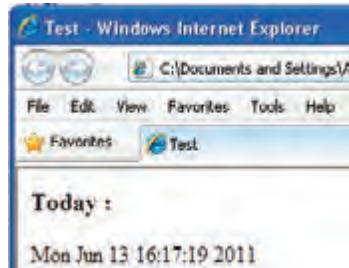 Test - Windows Internet Explorer
C:\Documents and Settings\A
File Edit View Favorites Tools Help
Favorites Test
Today :
Mon Jun 13 16:17:19 2011